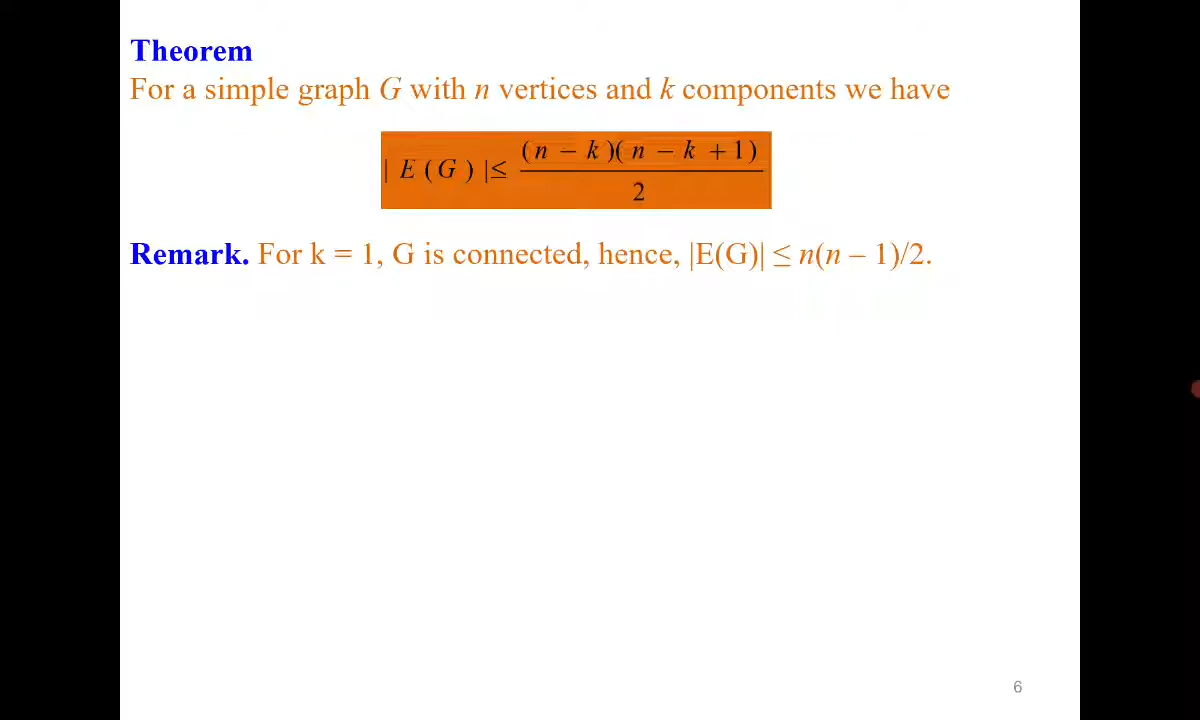 Theorem
For a simple graph G with n vertices and k components we have
| E ( G ) |≤ (n − k)(n − k + 1) / 2
Remark. For k = 1, G is connected, hence, |E(G)| ≤ n(n – 1)/2.
6